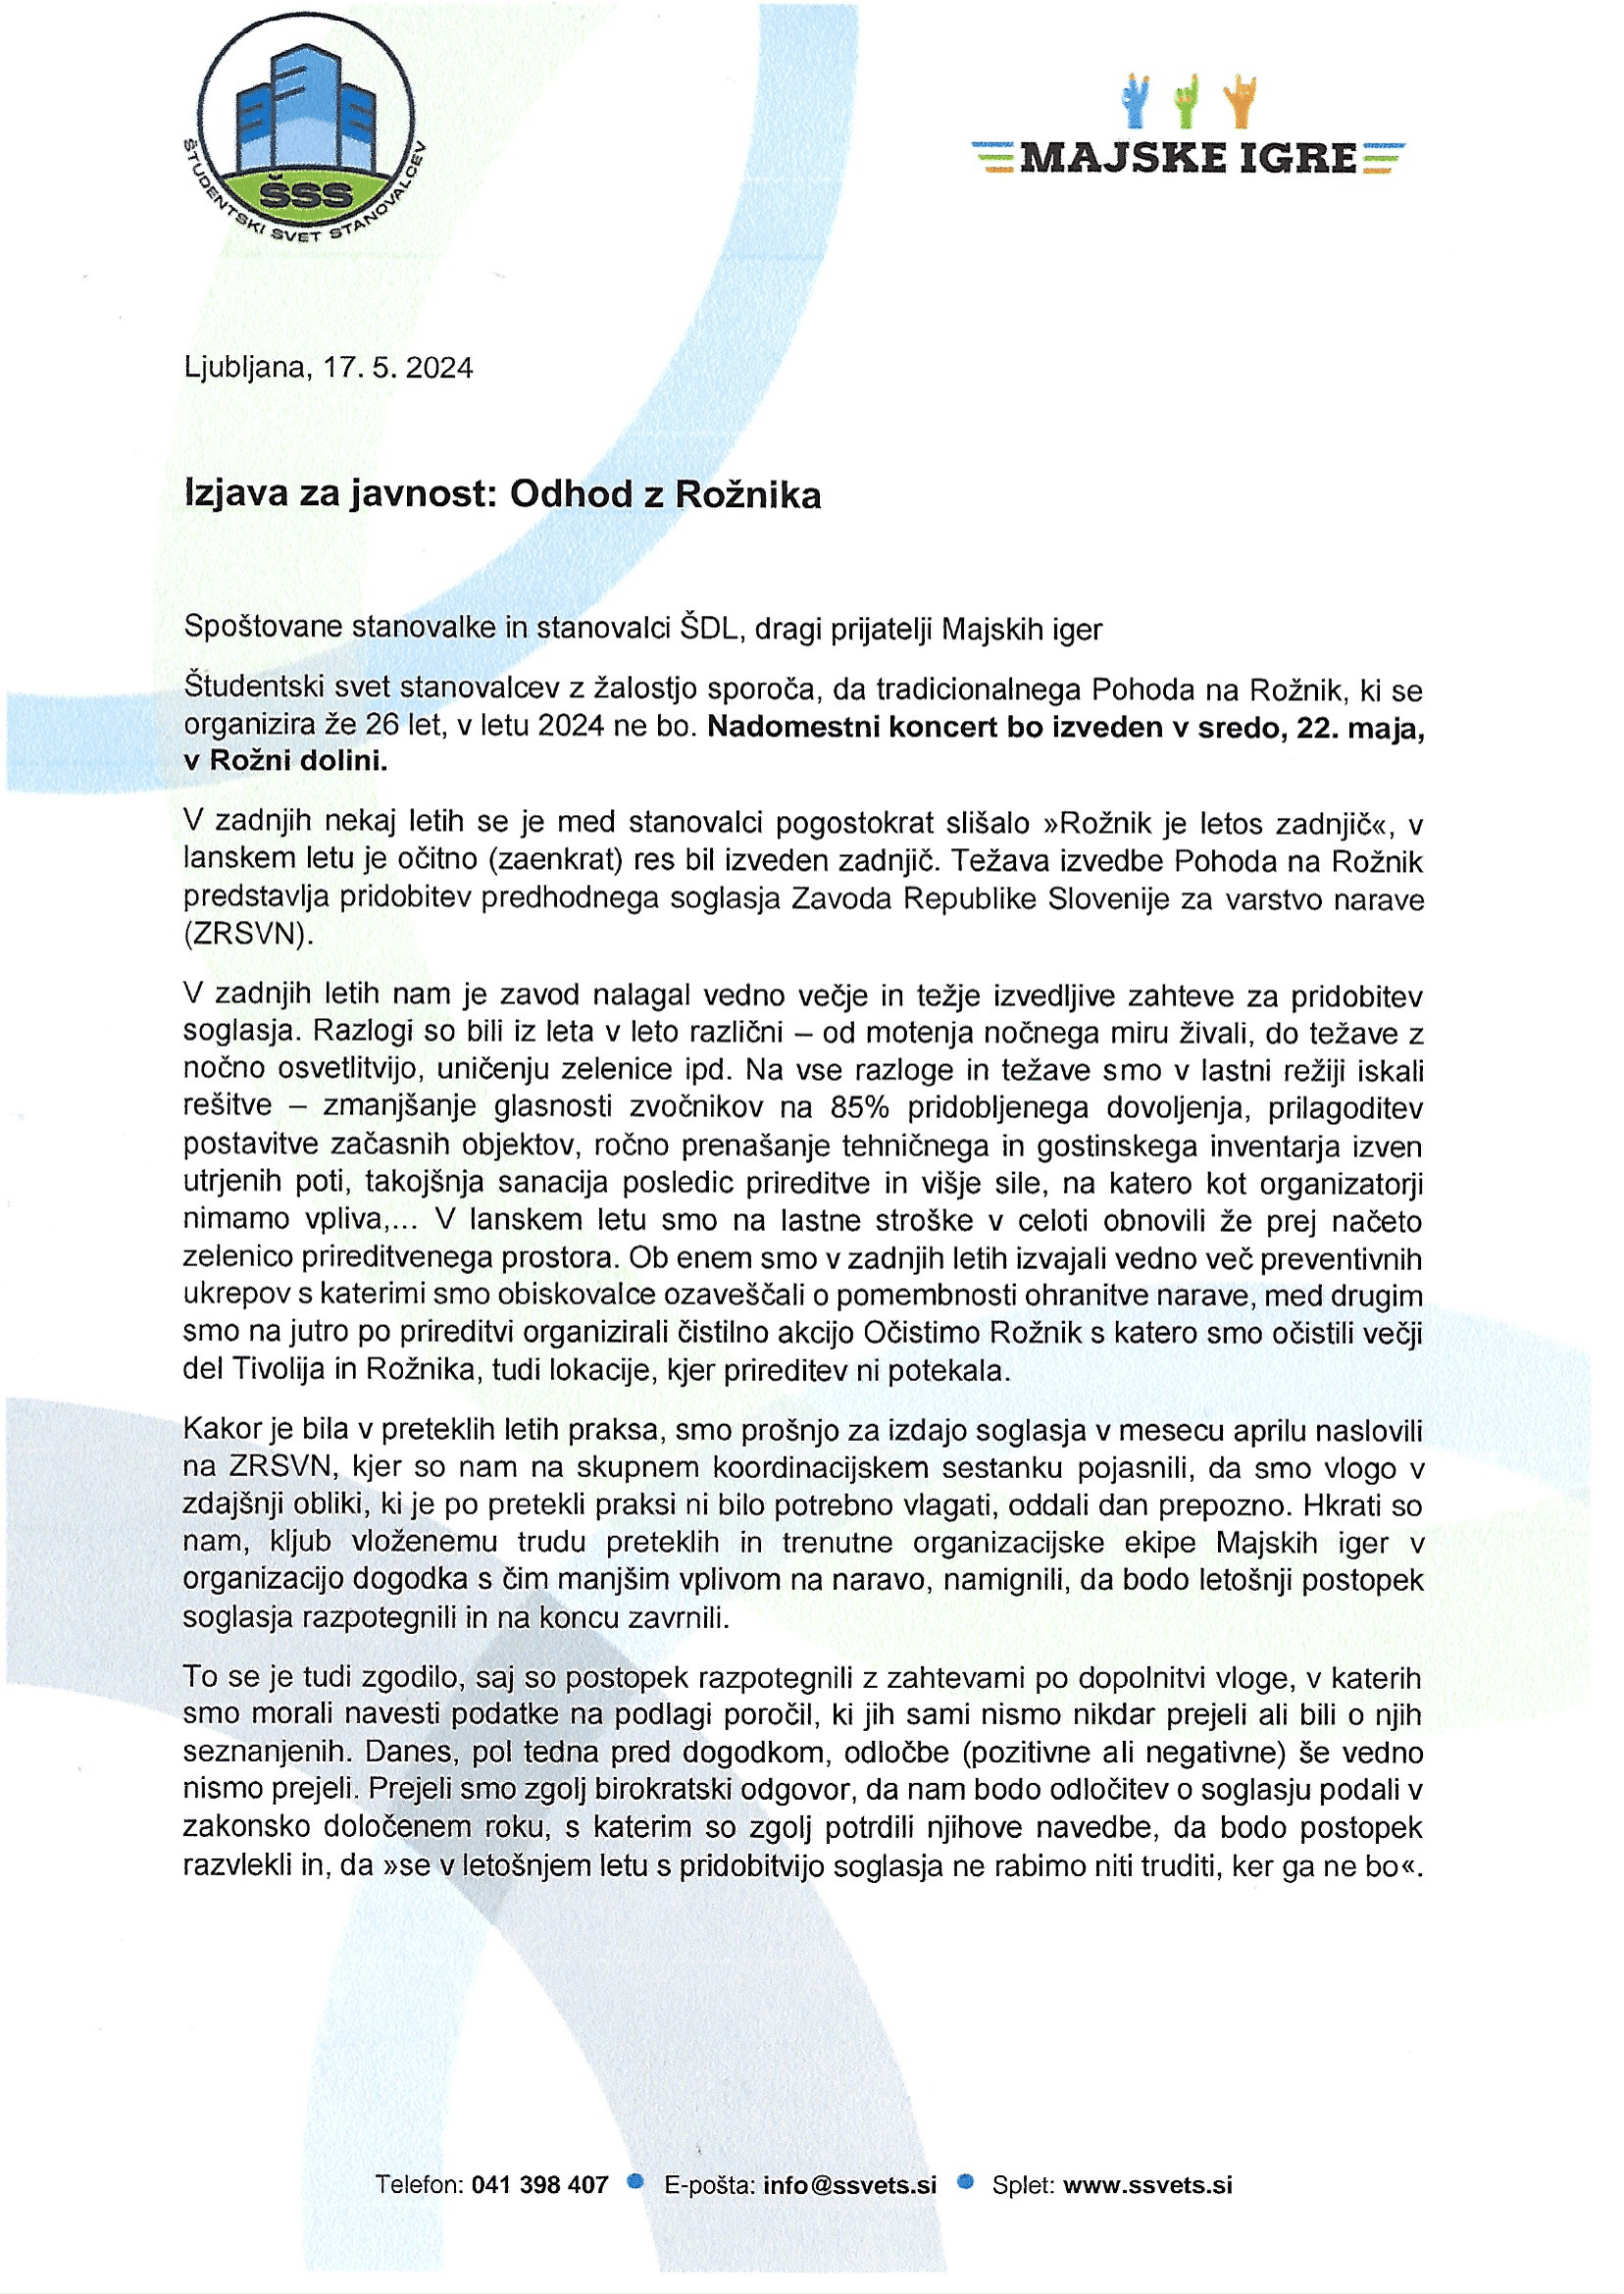 ŠSS
ŠTUDENTSKI SVET STANOVALCEV
MAJSKE IGRE
Ljubljana, 17. 5. 2024
Izjava za javnost: Odhod z Rožnika
Spoštovane stanovalke in stanovalci ŠDL, dragi prijatelji Majskih iger
Študentski svet stanovalcev z žalostjo sporoča, da tradicionalnega Pohoda na Rožnik, ki se
organizira že 26 let, v letu 2024 ne bo. Nadomestni koncert bo izveden v sredo, 22. maja,
v Rožni dolini.
V zadnjih nekaj letih se je med stanovalci pogostokrat slišalo »Rožnik je letos zadnjič«, v
lanskem letu je očitno (zaenkrat) res bil izveden zadnjič. Težava izvedbe Pohoda na Rožnik
predstavlja pridobitev predhodnega soglasja Zavoda Republike Slovenije za varstvo narave
(ZRSVN).
V zadnjih letih nam je zavod nalagal vedno večje in težje izvedljive zahteve za pridobitev
soglasja. Razlogi so bili iz leta v leto različni – od motenja nočnega miru živali, do težave z
nočno osvetlitvijo, uničenju zelenice ipd. Na vse razloge in težave smo v lastni režiji iskali
rešitve – zmanjšanje glasnosti zvočnikov na 85% pridobljenega dovoljenja, prilagoditev
postavitve začasnih objektov, ročno prenašanje tehničnega in gostinskega inventarja izven
utrjenih poti, takojšnja sanacija posledic prireditve in višje sile, na katero kot organizatorji
nimamo vpliva,... V lanskem letu smo na lastne stroške v celoti obnovili že prej načeto
zelenico prireditvenega prostora. Ob enem smo v zadnjih letih izvajali vedno več preventivnih
ukrepov s katerimi smo obiskovalce ozaveščali o pomembnosti ohranitve narave, med drugim
smo na jutro po prireditvi organizirali čistilno akcijo Očistimo Rožnik s katero smo očistili večji
del Tivolija in Rožnika, tudi lokacije, kjer prireditev ni potekala.
Kakor je bila v preteklih letih praksa, smo prošnjo za izdajo soglasja v mesecu aprilu naslovili
na ZRSVN, kjer so nam na skupnem koordinacijskem sestanku pojasnili, da smo vlogo v
zdajšnji obliki, ki je po pretekli praksi ni bilo potrebno vlagati, oddali dan prepozno. Hkrati so
nam, kljub vloženemu trudu preteklih in trenutne organizacijske ekipe Majskih iger v
organizacijo dogodka s čim manjšim vplivom na naravo, namignili, da bodo letošnji postopek
soglasja razpotegnili in na koncu zavrnili.
To se je tudi zgodilo, saj so postopek razpotegnili z zahtevami po dopolnitvi vloge, v katerih
smo morali navesti podatke na podlagi poročil, ki jih sami nismo nikdar prejeli ali bili o njih
seznanjenih. Danes, pol tedna pred dogodkom, odločbe (pozitivne ali negativne) še vedno
nismo prejeli. Prejeli smo zgolj birokratski odgovor, da nam bodo odločitev o soglasju podali v
zakonsko določenem roku, s katerim so zgolj potrdili njihove navedbe, da bodo postopek
razvlekli in, da »se v letošnjem letu s pridobitvijo soglasja ne rabimo niti truditi, ker ga ne bo«.
Telefon: 041 398 407 ● E-pošta: info@ssvets.si ● Splet: www.ssvets.si